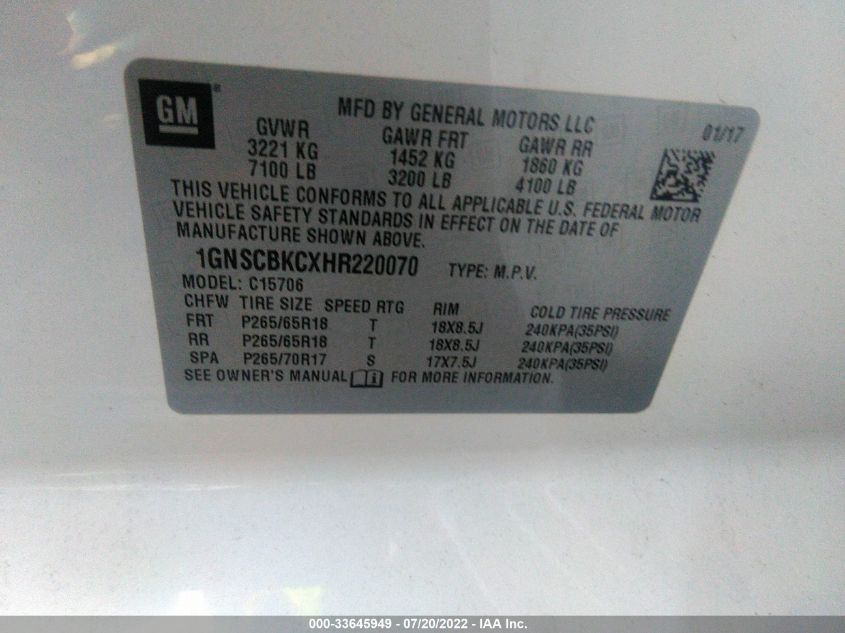 GM®
MFD BY GENERAL MOTORS LLC
01/17
GVWR GAWR FRT GAWR RR
3221 KG 1452 KG 1860 KG
7100 LB 3200 LB 4100 LB
THIS VEHICLE CONFORMS TO ALL APPLICABLE U.S. FEDERAL MOTOR
VEHICLE SAFETY STANDARDS IN EFFECT ON THE DATE OF
MANUFACTURE SHOWN ABOVE.
1GNSCBKCXHR220070 TYPE: M.P.V.
MODEL: C15706
CHFW TIRE SIZE SPEED RTG RIM COLD TIRE PRESSURE
FRT P265/65R18 T 18X8.5J 240KPA(35PSI)
RR P265/65R18 T 18X8.5J 240KPA(35PSI)
SPA P265/70R17 S 17X7.5J 240KPA(35PSI)
SEE OWNER'S MANUAL FOR MORE INFORMATION.
000-33645949 - 07/20/2022 - IAA Inc.